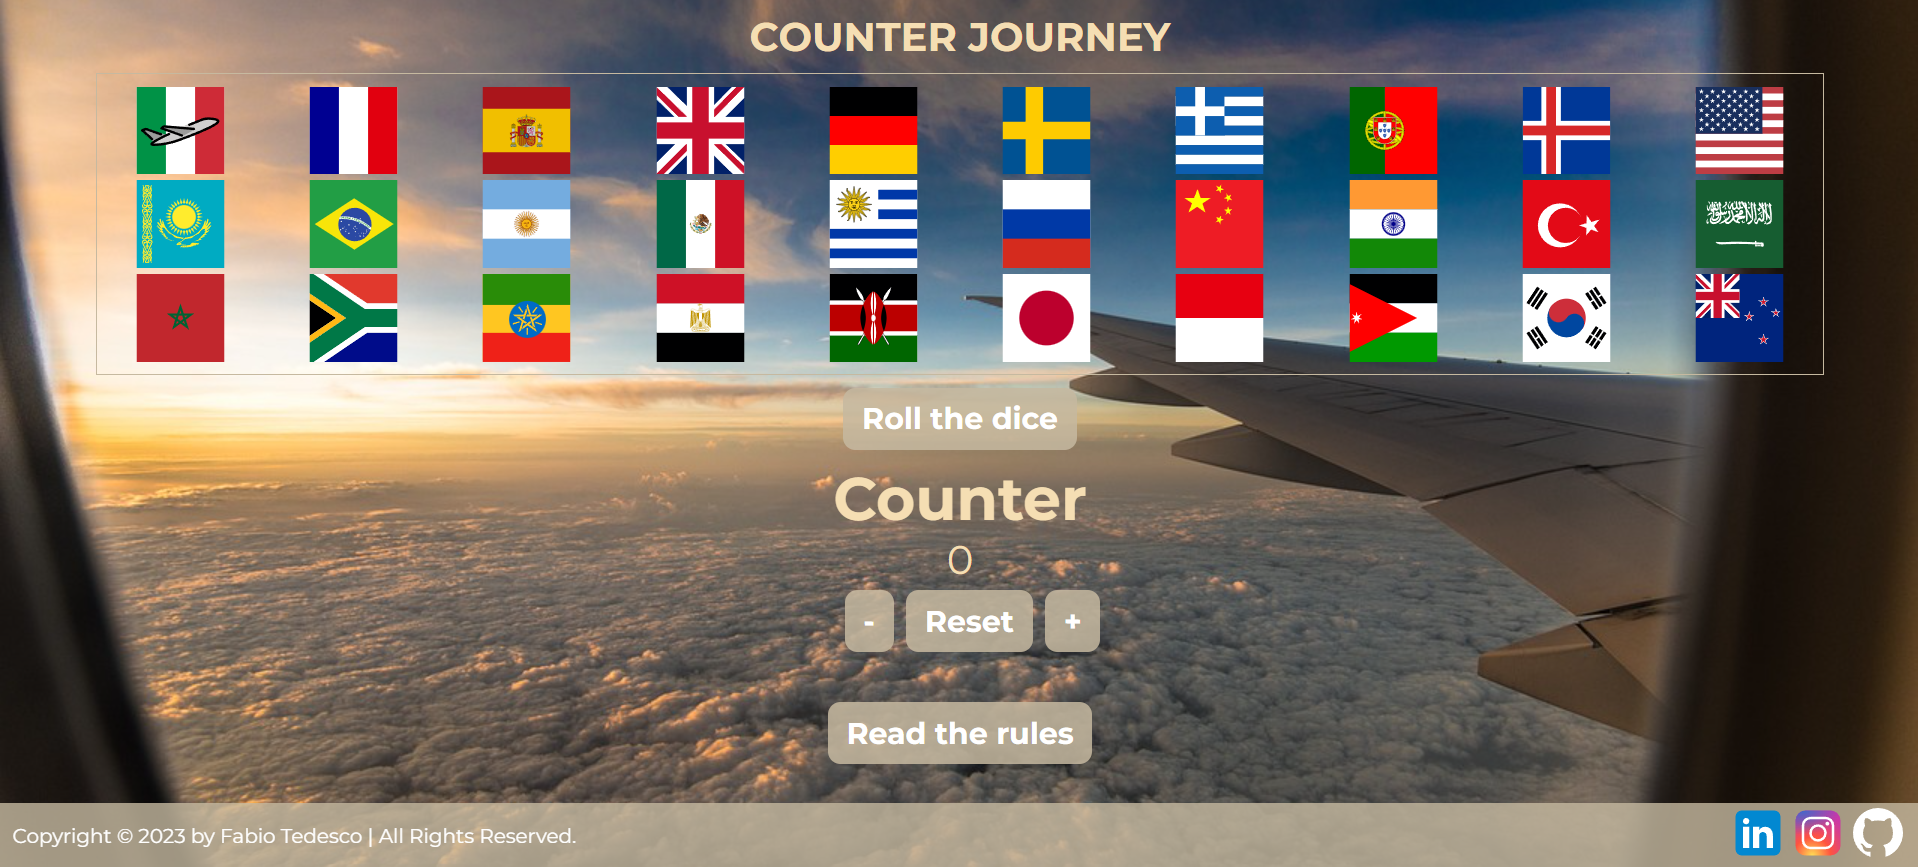 COUNTER JOURNEY
Roll the dice
Counter
0
- Reset +
Read the rules
Copyright © 2023 by Fabio Tedesco | All Rights Reserved.
in